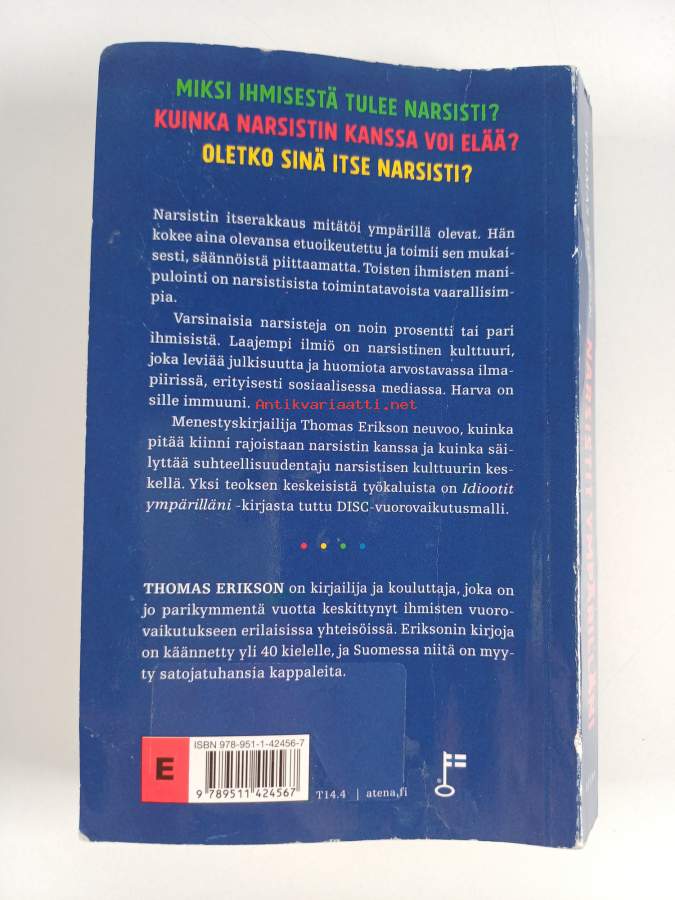 MIKSI IHMISESTÄ TULEE NARSISTI?
KUINKA NARSISTIN KANSSA VOI ELÄÄ?
OLETKO SINÄ ITSE NARSISTI?
Narsistin itserakkaus mitätöi ympärillä olevat. Hän
kokee aina olevansa etuoikeutettu ja toimii sen mukai-
sesti, säännöistä piittaamatta. Toisten ihmisten mani-
pulointi on narsistisista toimintatavoista vaarallisim-
pia.
Varsinaisia narsisteja on noin prosentti tai pari
ihmisistä. Laajempi ilmiö on narsistinen kulttuuri,
joka leviää julkisuutta ja huomiota arvostavassa ilma-
piirissä, erityisesti sosiaalisessa mediassa. Harva on
sille immuuni.
Antikvariaatti.net
Menestyskirjailija Thomas Erikson neuvoo, kuinka
pitää kiinni rajoistaan narsistin kanssa ja kuinka säi-
lyttää suhteellisuudentaju narsistisen kulttuurin kes-
kellä. Yksi teoksen keskeisistä työkaluista on Idiootit
ympärilläni -kirjasta tuttu DISC-vuorovaikutusmalli.
THOMAS ERIKSON on kirjailija ja kouluttaja, joka on
jo parikymmentä vuotta keskittynyt ihmisten vuoro-
vaikutukseen erilaisissa yhteisöissä. Eriksonin kirjoja
on käännetty yli 40 kielelle, ja Suomessa niitä on myy-
ty satojatuhansia kappaleita.
E
ISBN 978-951-1-42456-7
9 789511 424567
T14.4 | atena.fi
NARSISTIT YMPÄRILLÄNI